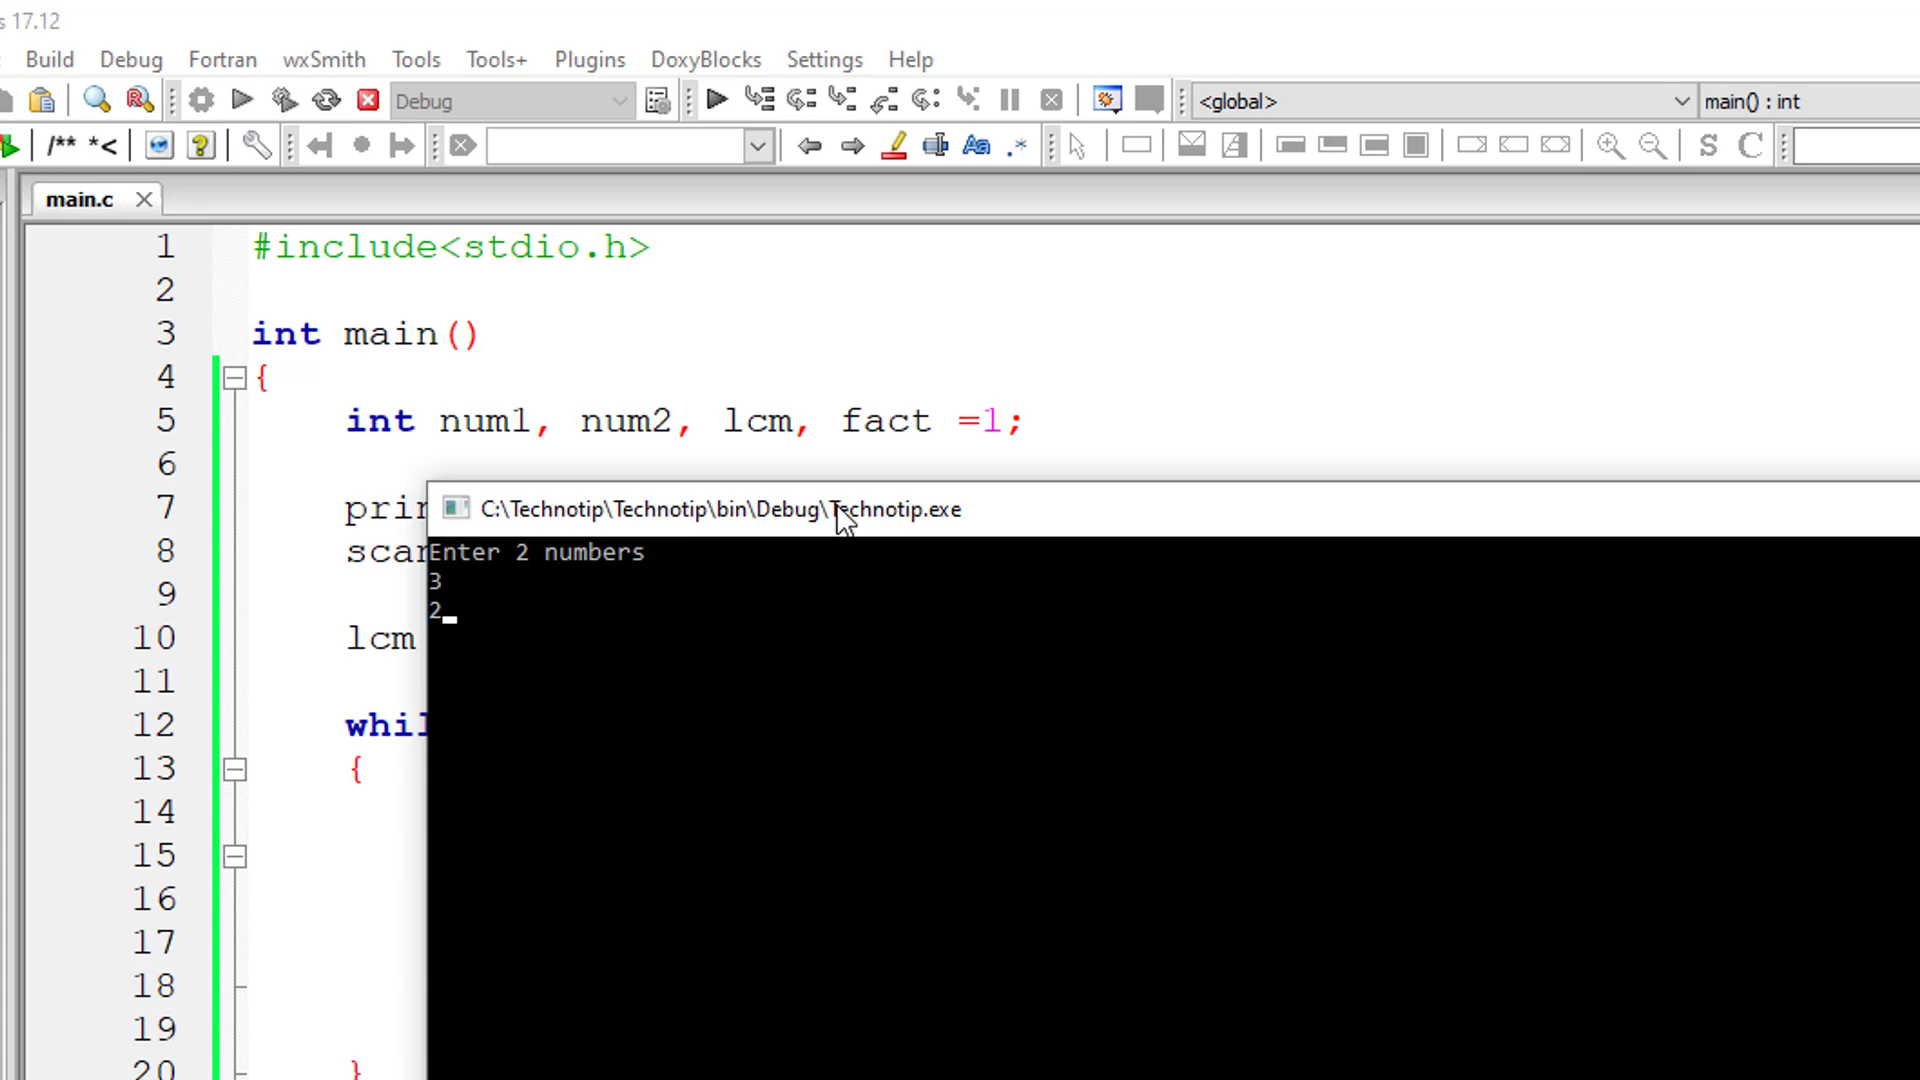 s 17.12
Build Debug Fortran wxSmith Tools Tools+ Plugins DoxyBlocks Settings Help
Debug <global> main() : int
/** *< Aa .* S C
main.c
1 #include<stdio.h>
2
3 int main()
4 {
5 int num1, num2, lcm, fact =1;
6
7 prin
8 scan
9
10 lcm
11
12 whil
13 {
14
15
16
17
18
19
20 }
C:\Technotip\Technotip\bin\Debug\Technotip.exe
Enter 2 numbers
3
2